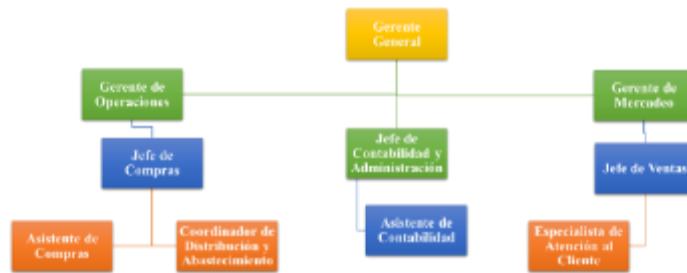 Gerente
General
Gerente de
Operaciones
Gerente de
Mercadeo
Jefe de
Compras
Jefe de
Contabilidad y
Administración
Jefe de Ventas
Asistente de
Compras
Coordinador de
Distribución y
Abastecimiento
Asistente de
Contabilidad
Especialista de
Atención al
Cliente